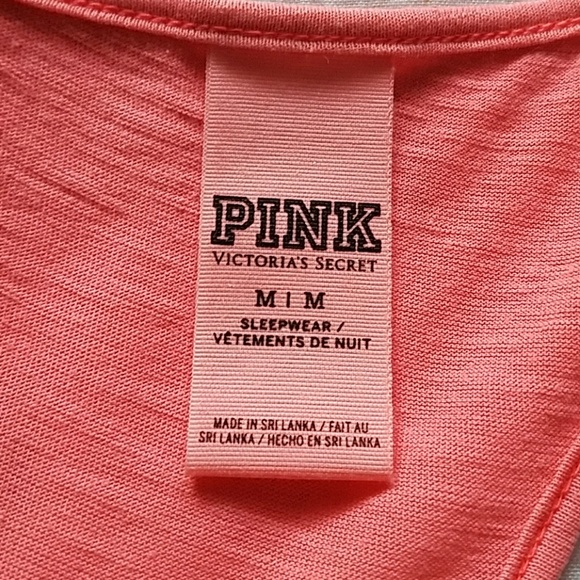 PINK
VICTORIA'S SECRET
M | M
SLEEPWEAR /
VÊTEMENTS DE NUIT
MADE IN SRI LANKA / FAIT AU
SRI LANKA / HECHO EN SRI LANKA